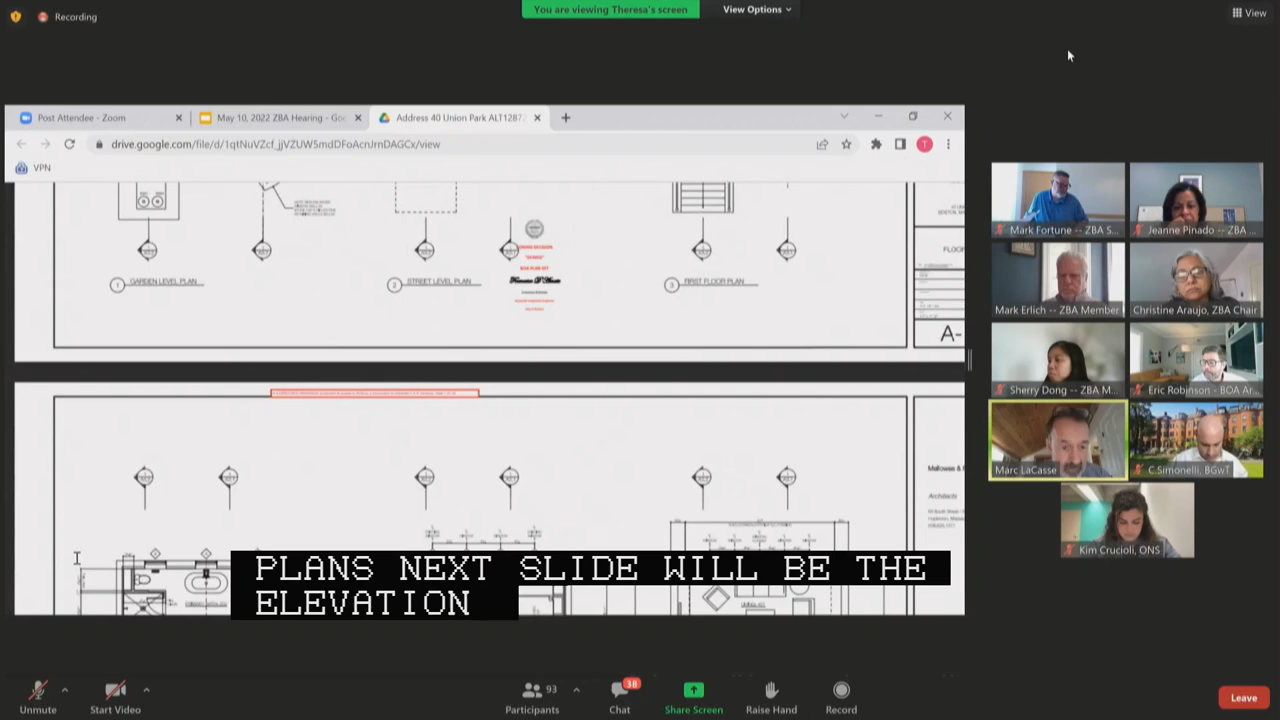 Recording
You are viewing Theresa's screen
View Options
View
Post Attendee - Zoom
May 10, 2022 ZBA Hearing - Goo
Address 40 Union Park ALT1287
drive.google.com/file/d/1qtNuVZcf_jjVZUW5mdDFoAcnJrnDAGCx/view
T
VPN
1 GARDEN LEVEL PLAN
2 STREET LEVEL PLAN
3 FIRST FLOOR PLAN
A-
Architects
PLANS NEXT SLIDE WILL BE THE
ELEVATION
Mark Fortune -- ZBA S...
Jeanne Pinado -- ZBA ...
Mark Erlich -- ZBA Member
Christine Araujo, ZBA Chair
Sherry Dong -- ZBA M...
Eric Robinson - BOA Ar...
Marc LaCasse
C.Simonelli, BGwT
Kim Crucioli, ONS
Unmute
Start Video
93
Participants
38
Chat
Share Screen
Raise Hand
Record
Leave